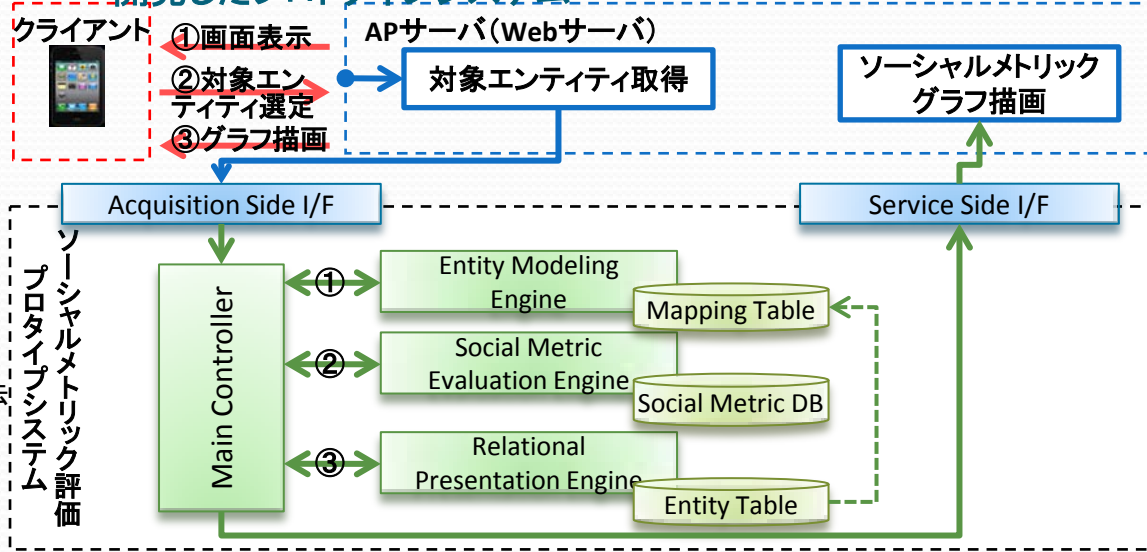 クライアント
①画面表示
②対象エン
ティティ選定
③グラフ描画
APサーバ（Webサーバ）
対象エンティティ取得
ソーシャルメトリック
グラフ描画
Acquisition Side I/F
Service Side I/F
ソーシャルメトリック評価
プロタイプシステム
Main Controller
①
Entity Modeling
Engine
Mapping Table
②
Social Metric
Evaluation Engine
Social Metric DB
③
Relational
Presentation Engine
Entity Table